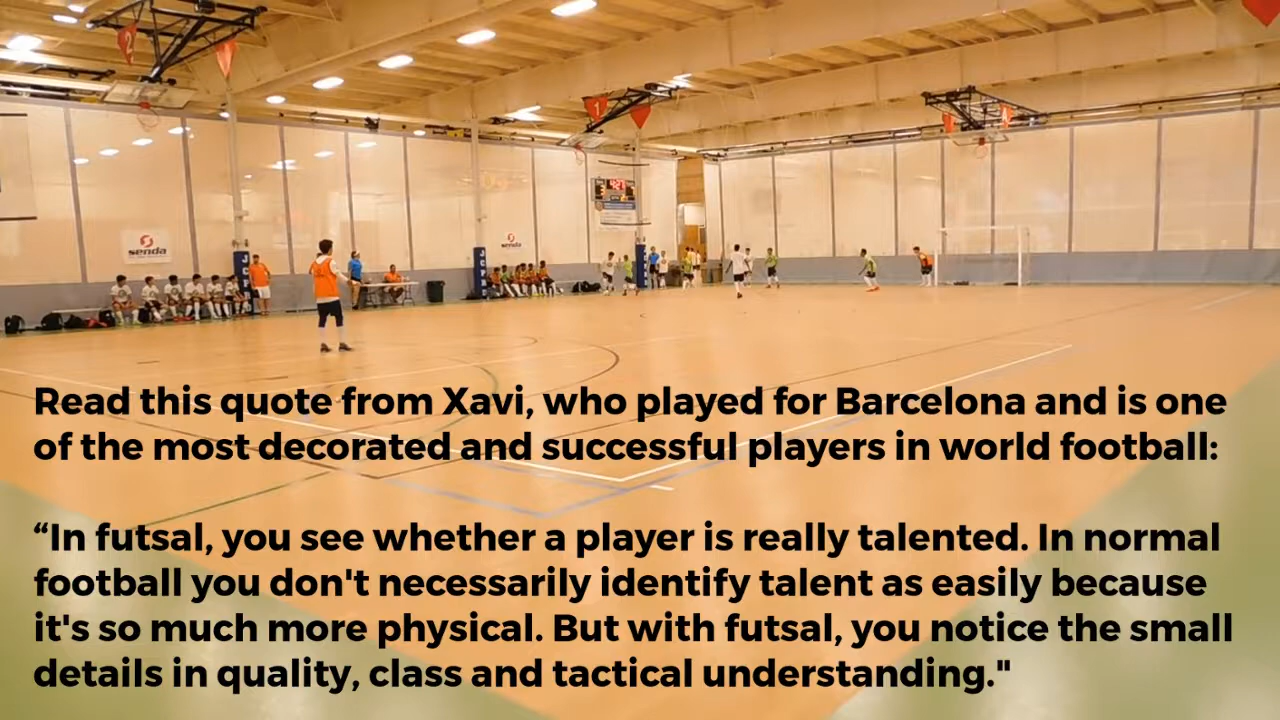 2
1
senda
senda
J
C
P
R
J
C
Read this quote from Xavi, who played for Barcelona and is one
of the most decorated and successful players in world football:
“In futsal, you see whether a player is really talented. In normal
football you don't necessarily identify talent as easily because
it's so much more physical. But with futsal, you notice the small
details in quality, class and tactical understanding."